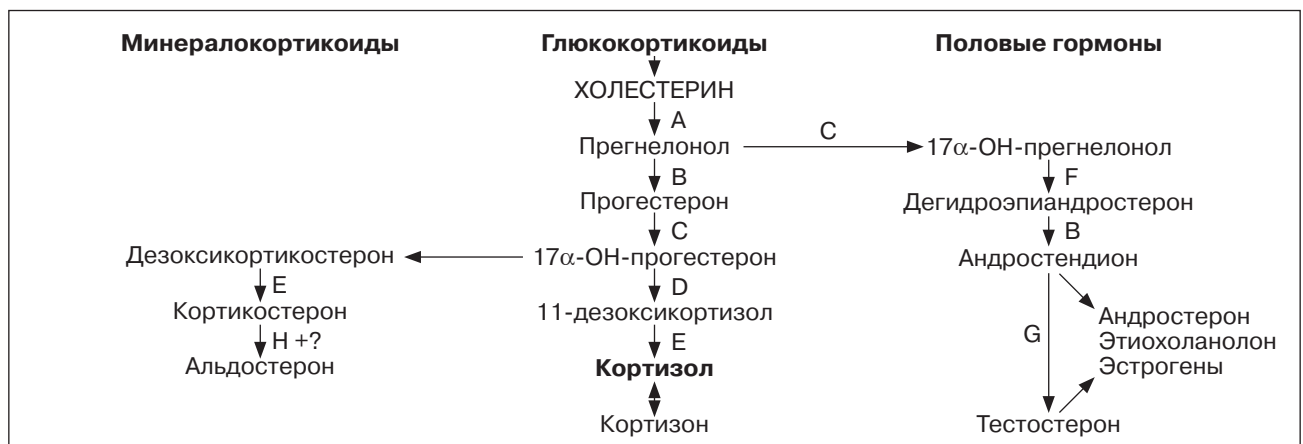 Минералокортикоиды Глюкокортикоиды Половые гормоны
ХОЛЕСТЕРИН
A
Прегнелонол C 17α-ОН-прегнелонол
B F
Прогестерон Дегидроэпиандростерон
C B
Дезоксикортикостерон 17α-ОН-прогестерон Андростендион
E D
Кортикостерон 11-дезоксикортизол Андростерон
H +? E G Этиохоланолон
Альдостерон Кортизол Эстрогены
Кортизон Тестостерон